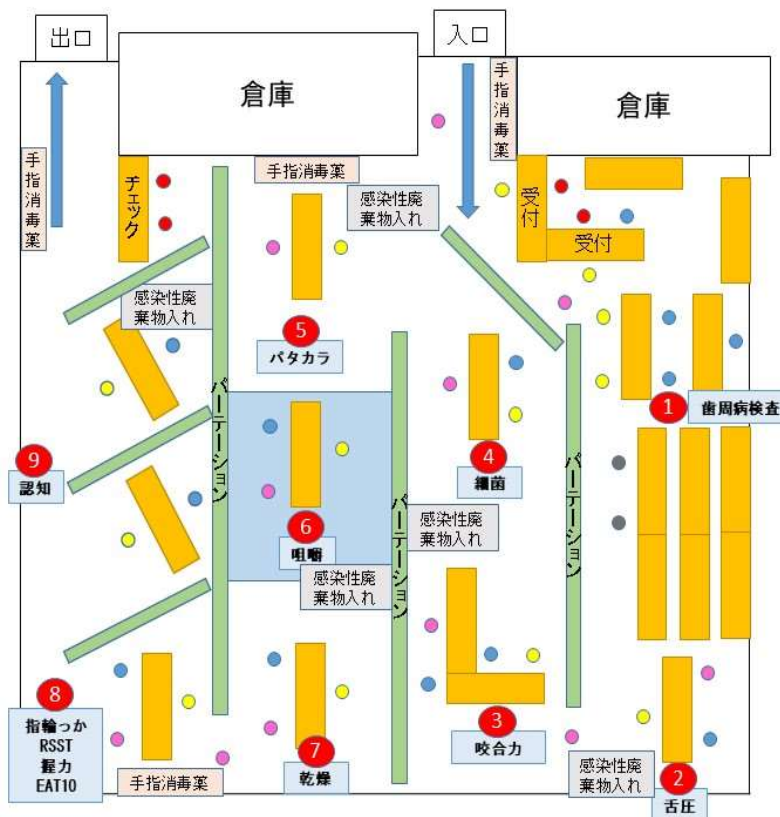 出口
入口
倉庫
倉庫
手指消毒薬
手指消毒薬
チェック
手指消毒薬
感染性廃
棄物入れ
受付
受付
感染性廃
棄物入れ
5
パタカラ
パーテーション
1
歯周病検査
9
認知
4
細菌
パーテーション
パーテーション
6
咀嚼
感染性廃
棄物入れ
感染性廃
棄物入れ
8
指輪っか
RSST
握力
EAT10
手指消毒薬
7
乾燥
3
咬合力
感染性廃
棄物入れ
2
舌圧